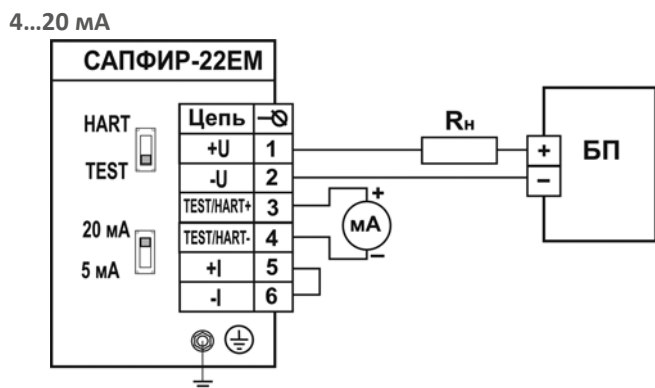 4...20 мА
САПФИР-22ЕМ
HART
TEST
20 мА
5 мА
Цепь
+U 1
-U 2
TEST/HART+ 3
TEST/HART- 4
+I 5
-I 6
Rн
+
мА
−
+
−
БП